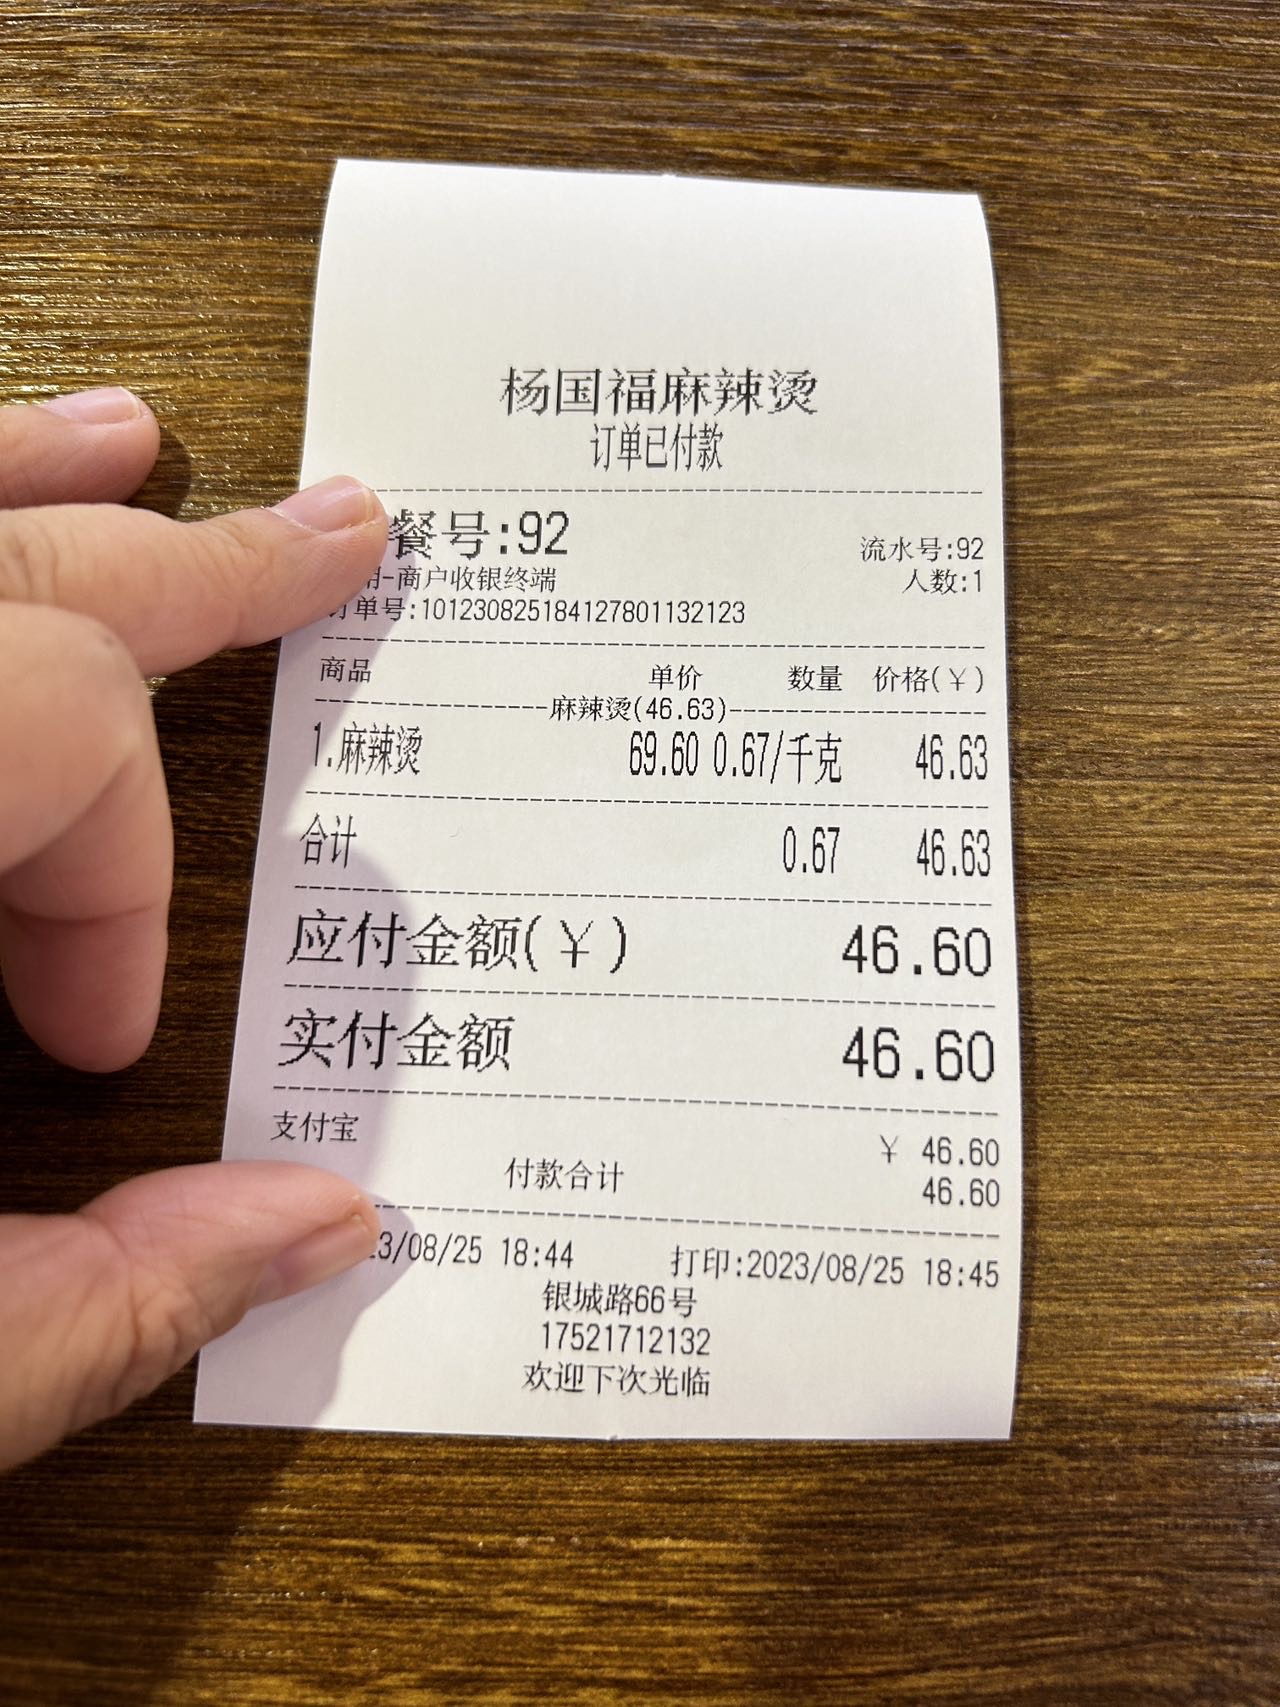 杨国福麻辣烫
订单已付款
餐号:92
流水号:92
-商户收银终端
人数:1
订单号:101230825184127801132123
商品 单价 数量 价格(¥)
麻辣烫(46.63)
1.麻辣烫 69.60 0.67/千克 46.63
合计 0.67 46.63
应付金额(¥) 46.60
实付金额 46.60
支付宝 ¥ 46.60
付款合计 46.60
3/08/25 18:44 打印:2023/08/25 18:45
银城路66号
17521712132
欢迎下次光临